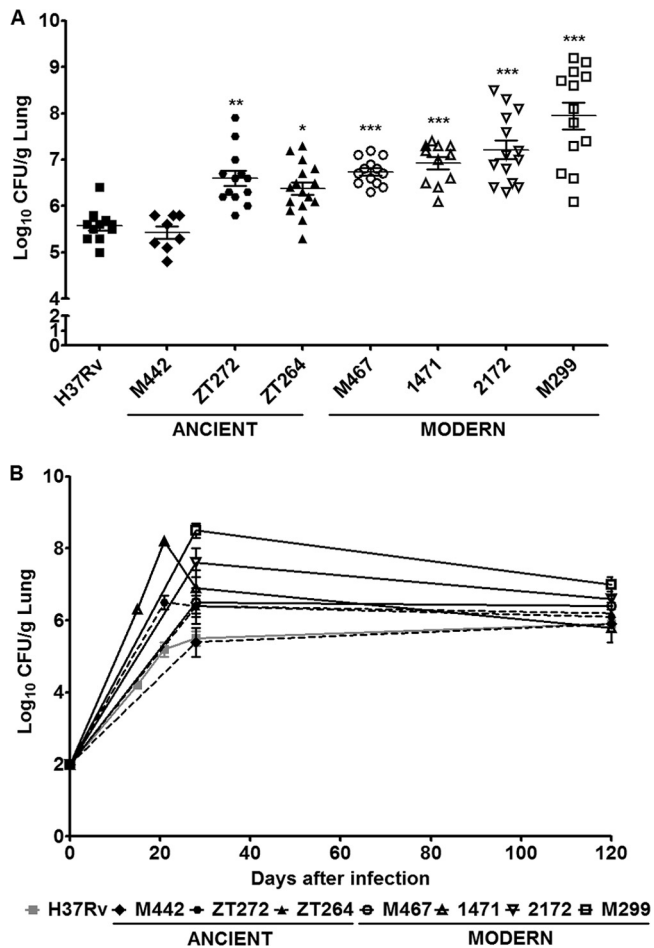 A
Log10 CFU/g Lung
10
9
8
7
6
5
4
2
1
0
** * *** *** *** ***
H37Rv M442 ZT272 ZT264 M467 1471 2172 M299
ANCIENT MODERN
B
Log10 CFU/g Lung
10
8
6
4
2
0
0 20 40 60 80 100 120
Days after infection
H37Rv M442 ZT272 ZT264 M467 1471 2172 M299
ANCIENT MODERN